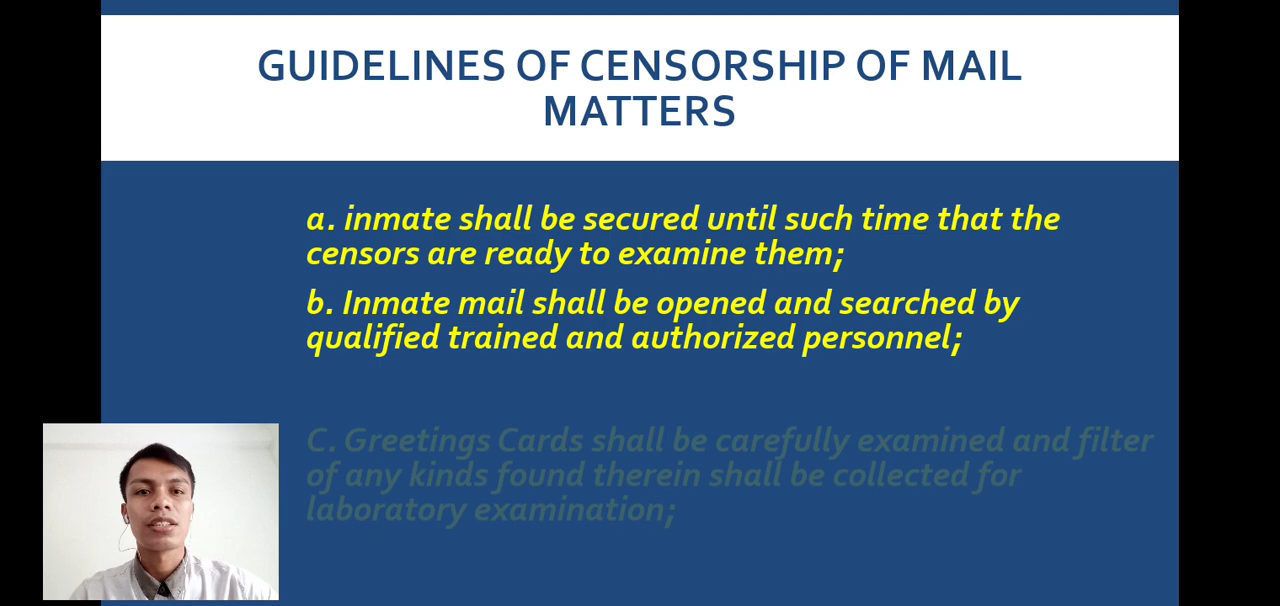 GUIDELINES OF CENSORSHIP OF MAIL
MATTERS
a. inmate shall be secured until such time that the
censors are ready to examine them;
b. Inmate mail shall be opened and searched by
qualified trained and authorized personnel;
C. Greetings Cards shall be carefully examined and filter
of any kinds found therein shall be collected for
laboratory examination;